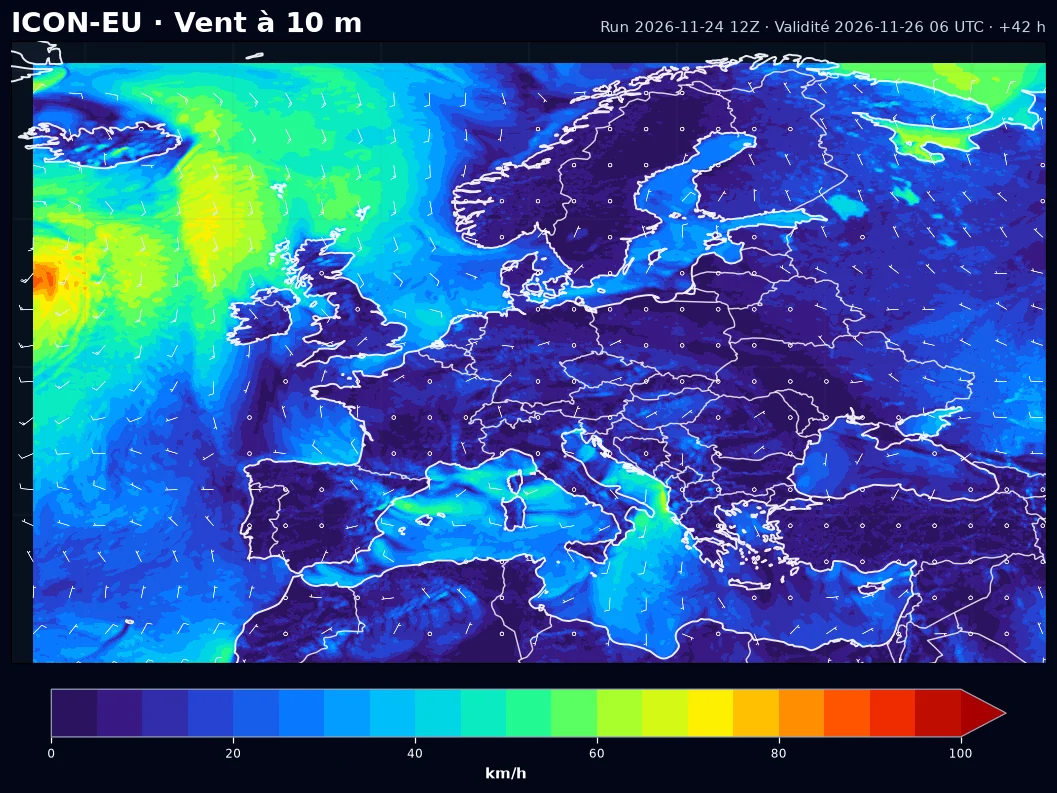 ICON-EU · Vent à 10 m
Run 2026-11-24 12Z · Validité 2026-11-26 06 UTC · +42 h
0 20 40 60 80 100
km/h